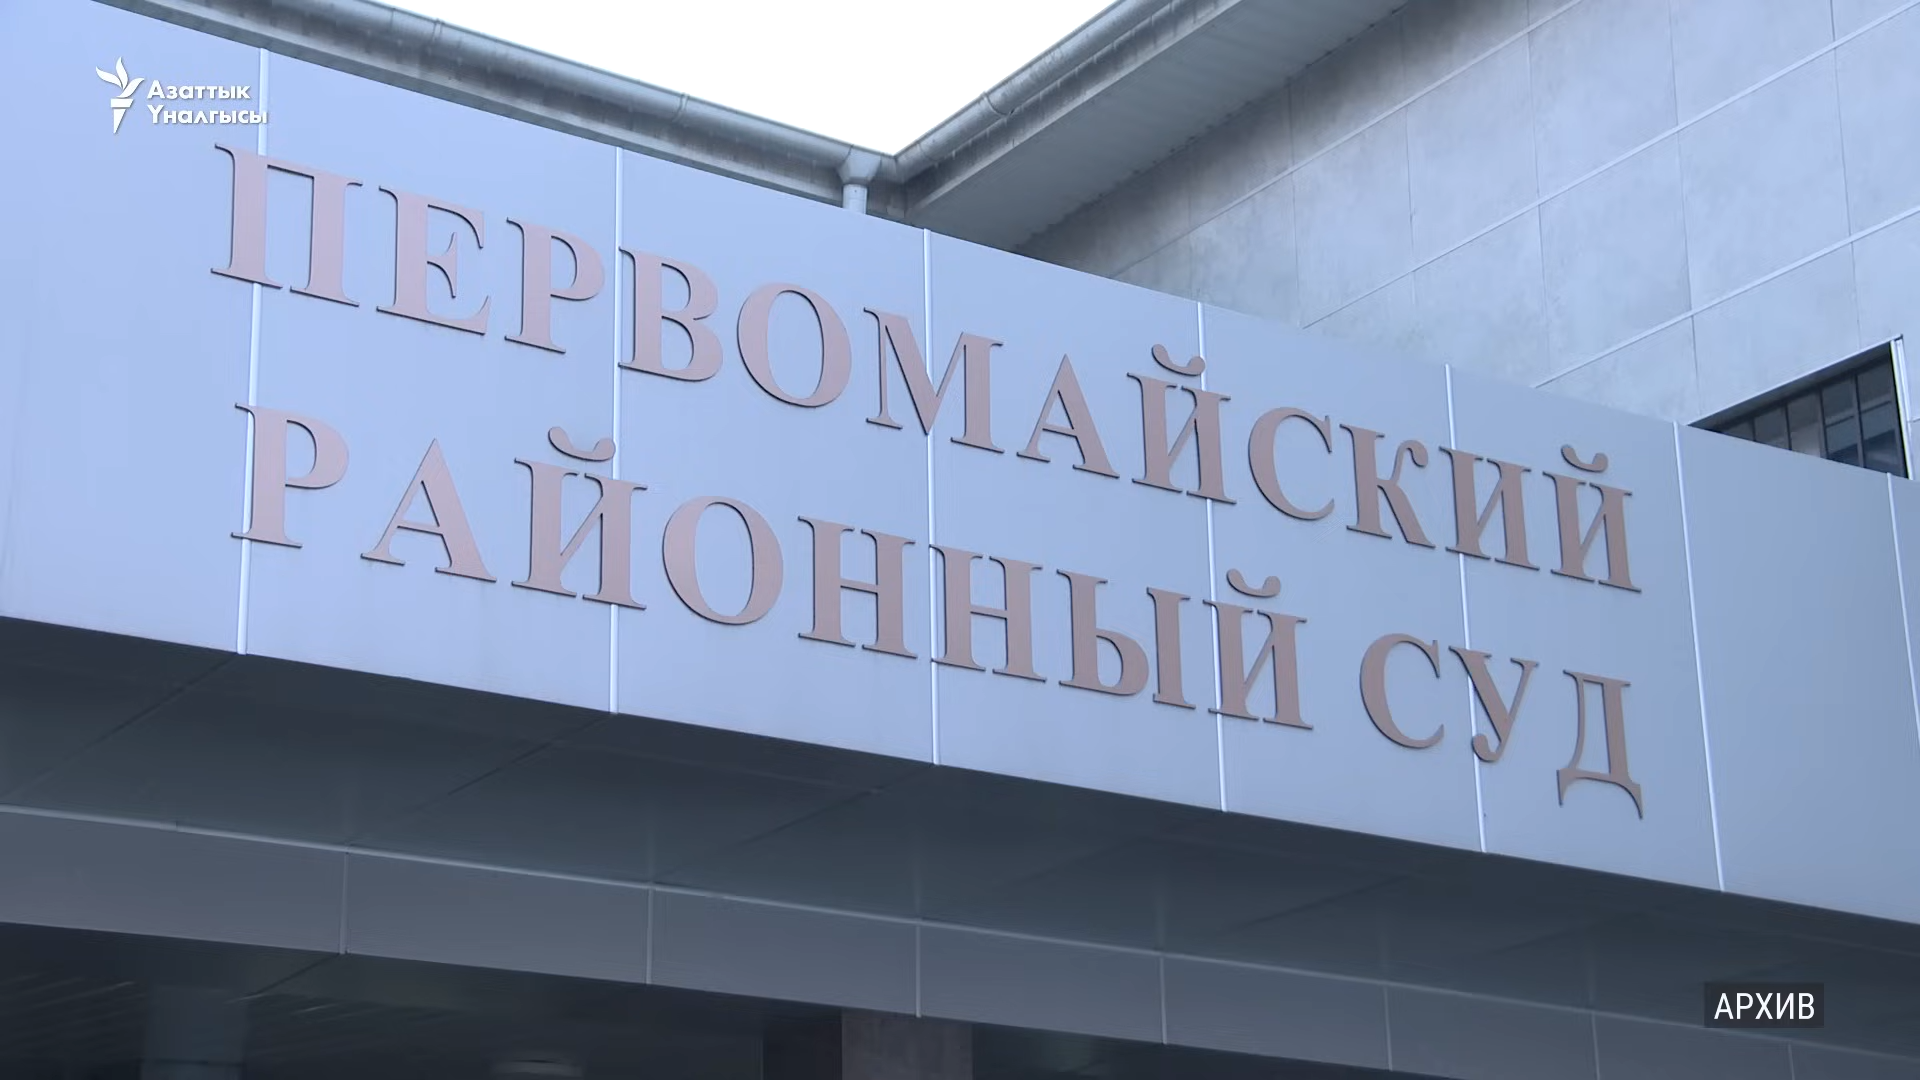 Азаттык
Үналгысы
ПЕРВОМАЙСКИЙ
РАЙОННЫЙ СУД
АРХИВ